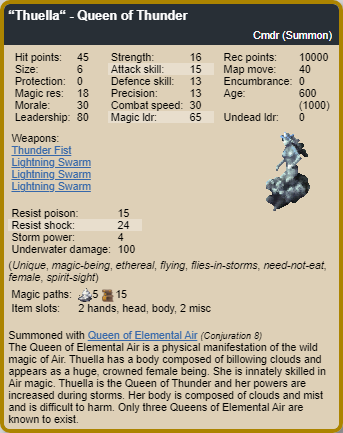 “Thuella“ - Queen of Thunder
Cmdr (Summon)
Hit points: 45 Strength: 16 Rec points: 10000
Size: 6 Attack skill: 15 Map move: 40
Protection: 0 Defence skill: 13 Encumbrance: 0
Magic res: 18 Precision: 13 Age: 600
Morale: 30 Combat speed: 30 (1000)
Leadership: 80 Magic ldr: 65 Undead ldr: 0
Weapons:
Thunder Fist
Lightning Swarm
Lightning Swarm
Lightning Swarm
Resist poison: 15
Resist shock: 24
Storm power: 4
Underwater damage: 100
(Unique, magic-being, ethereal, flying, flies-in-storms, need-not-eat,
female, spirit-sight)
Magic paths: 5 15
Item slots: 2 hands, head, body, 2 misc
Summoned with Queen of Elemental Air (Conjuration 8)
The Queen of Elemental Air is a physical manifestation of the wild
magic of Air. Thuella has a body composed of billowing clouds and
appears as a huge, crowned female being. She is innately skilled in
Air magic. Thuella is the Queen of Thunder and her powers are
increased during storms. Her body is composed of clouds and mist
and is difficult to harm. Only three Queens of Elemental Air are
known to exist.